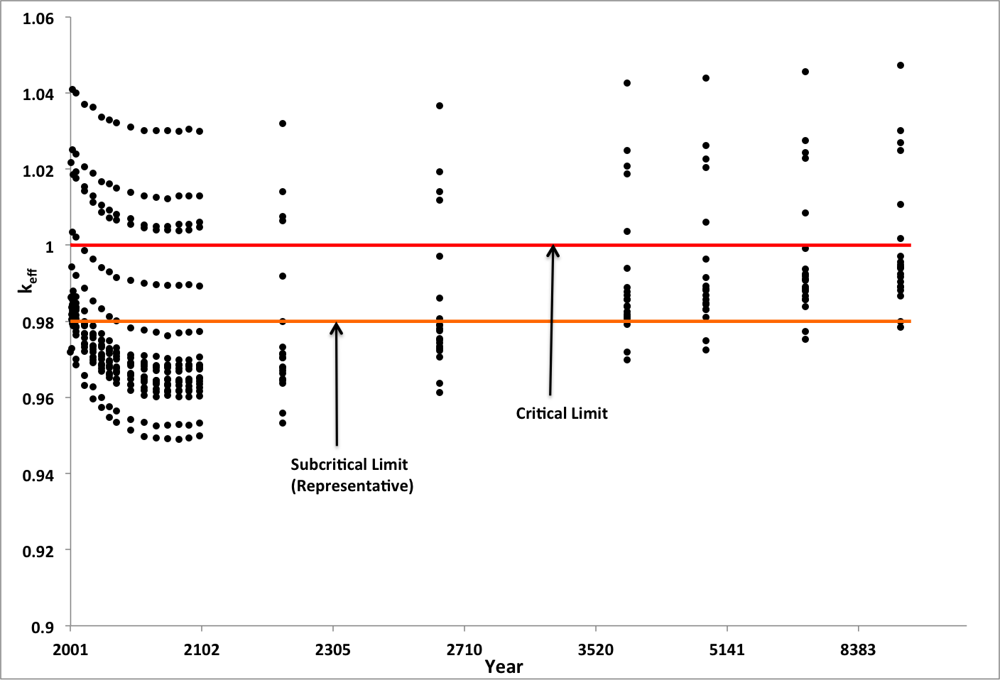 1.06
1.04
1.02
1
0.98
0.96
0.94
0.92
0.9
keff
Critical Limit
Subcritical Limit
(Representative)
2001 2102 2305 2710 3520 5141 8383
Year